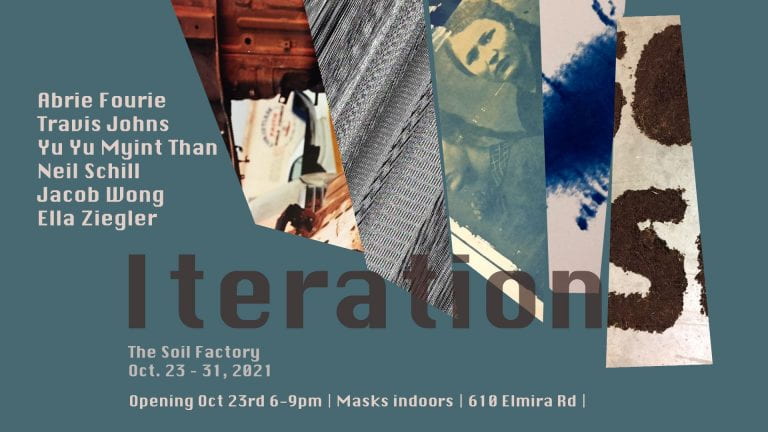 Abrie Fourie
Travis Johns
Yu Yu Myint Than
Neil Schill
Jacob Wong
Ella Ziegler
Iterations
The Soil Factory
Oct. 23 - 31, 2021
Opening Oct 23rd 6-9pm | Masks indoors | 610 Elmira Rd |